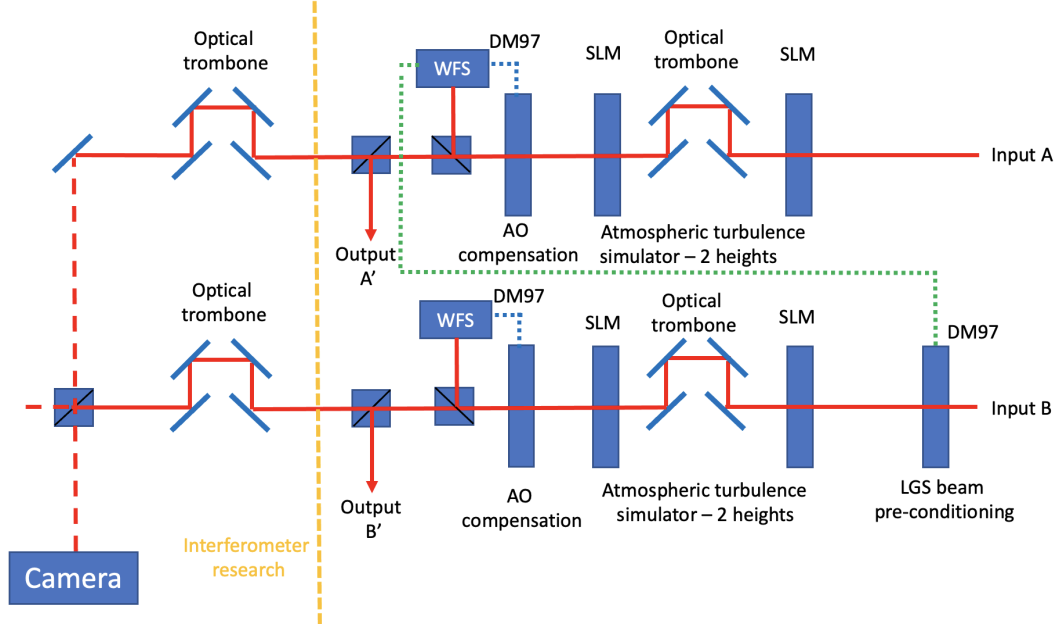 Optical
trombone
DM97
WFS
SLM
Optical
trombone
SLM
Input A
Output
A’
AO
compensation
Atmospheric turbulence
simulator – 2 heights
Optical
trombone
DM97
WFS
SLM
Optical
trombone
SLM
DM97
Input B
Output
B’
AO
compensation
Atmospheric turbulence
simulator – 2 heights
LGS beam
pre-conditioning
Interferometer
research
Camera